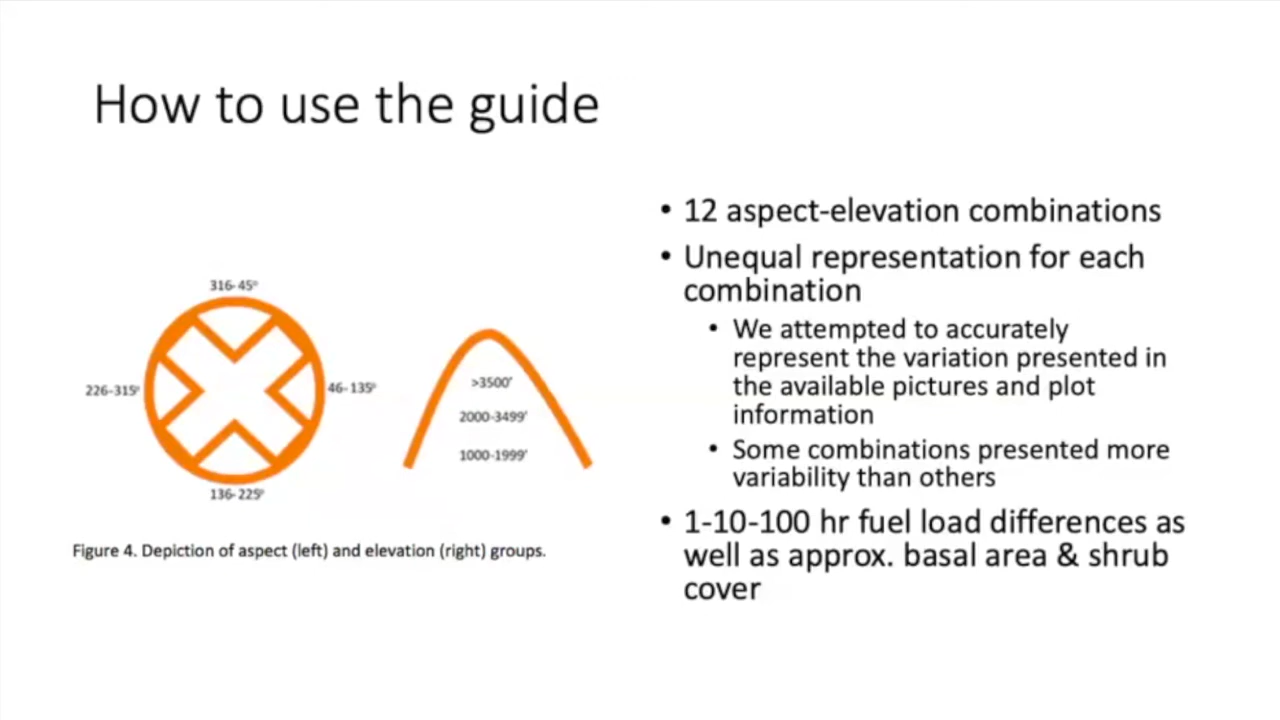 How to use the guide
316-45°
226-315°
46-135°
136-225°
>3500'
2000-3499'
1000-1999'
Figure 4. Depiction of aspect (left) and elevation (right) groups.
• 12 aspect-elevation combinations
• Unequal representation for each
combination
• We attempted to accurately
represent the variation presented in
the available pictures and plot
information
• Some combinations presented more
variability than others
• 1-10-100 hr fuel load differences as
well as approx. basal area & shrub
cover